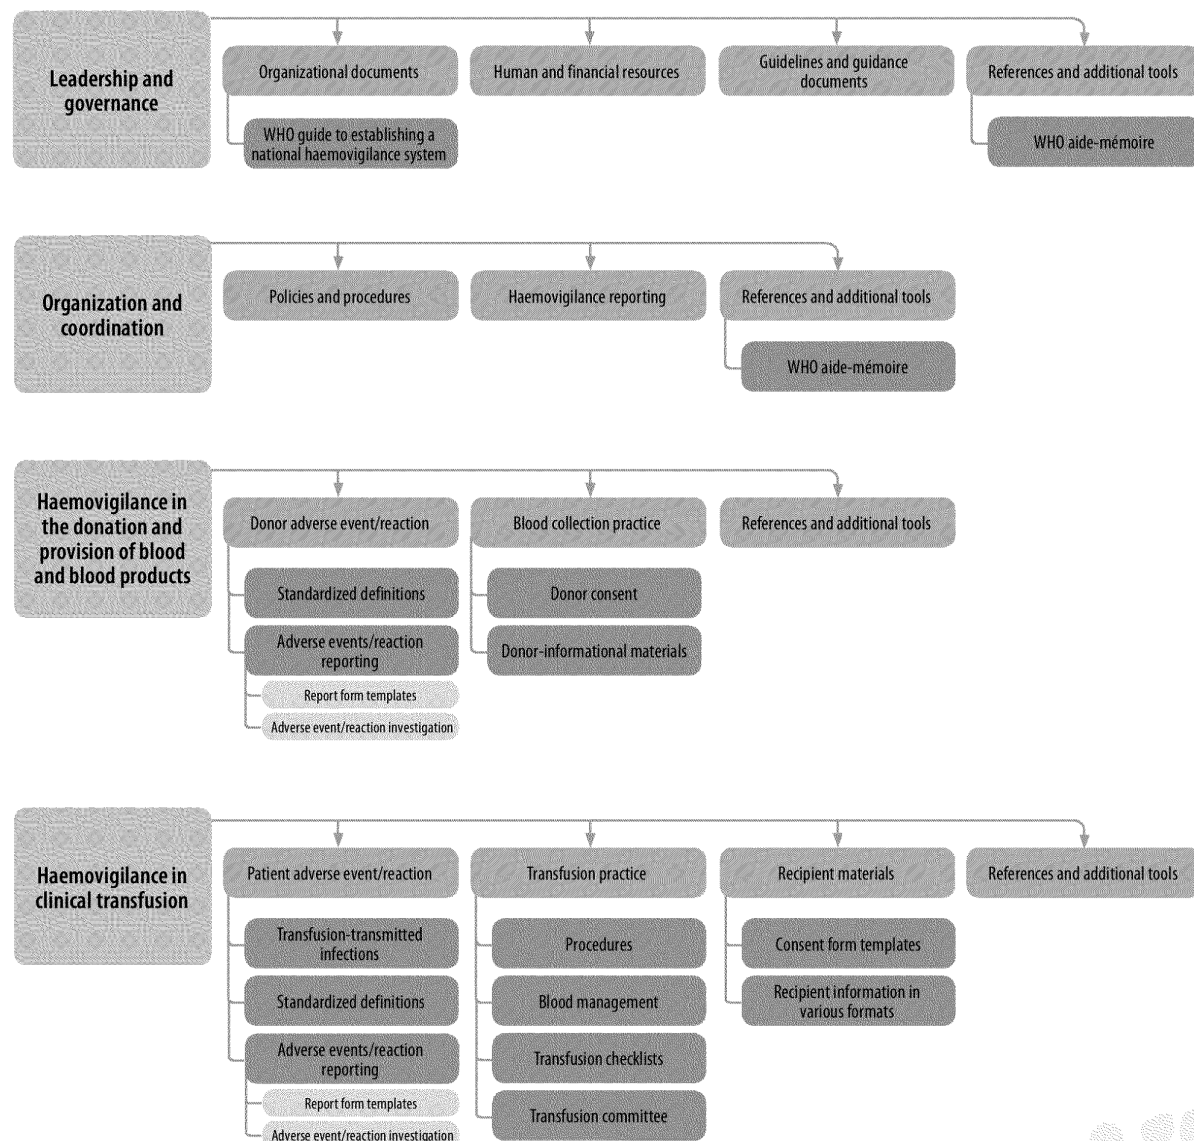 Leadership and
governance
Organizational documents
WHO guide to establishing a
national haemovigilance system
Human and financial resources
Guidelines and guidance
documents
References and additional tools
WHO aide-mémoire
Organization and
coordination
Policies and procedures
Haemovigilance reporting
References and additional tools
WHO aide-mémoire
Haemovigilance in
the donation and
provision of blood
and blood products
Donor adverse event/reaction
Standardized definitions
Adverse events/reaction
reporting
Report form templates
Adverse event/reaction investigation
Blood collection practice
Donor consent
Donor-informational materials
References and additional tools
Haemovigilance in
clinical transfusion
Patient adverse event/reaction
Transfusion-transmitted
infections
Standardized definitions
Adverse events/reaction
reporting
Report form templates
Adverse event/reaction investigation
Transfusion practice
Procedures
Blood management
Transfusion checklists
Transfusion committee
Recipient materials
Consent form templates
Recipient information in
various formats
References and additional tools